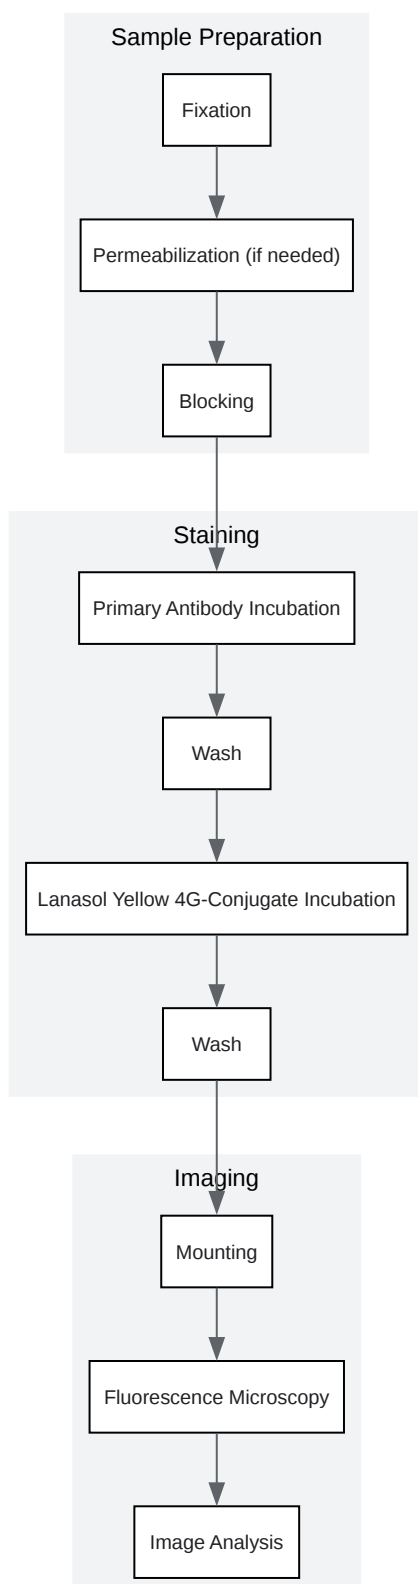 Sample Preparation
Fixation
Permeabilization (if needed)
Blocking
Staining
Primary Antibody Incubation
Wash
Lanasol Yellow 4G-Conjugate Incubation
Wash
Imaging
Mounting
Fluorescence Microscopy
Image Analysis